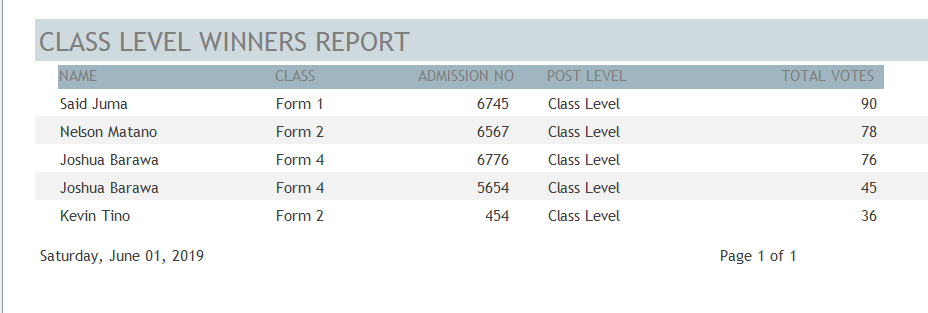 CLASS LEVEL WINNERS REPORT
NAME CLASS ADMISSION NO POST LEVEL TOTAL VOTES
Said Juma Form 1 6745 Class Level 90
Nelson Matano Form 2 6567 Class Level 78
Joshua Barawa Form 4 6776 Class Level 76
Joshua Barawa Form 4 5654 Class Level 45
Kevin Tino Form 2 454 Class Level 36
Saturday, June 01, 2019 Page 1 of 1